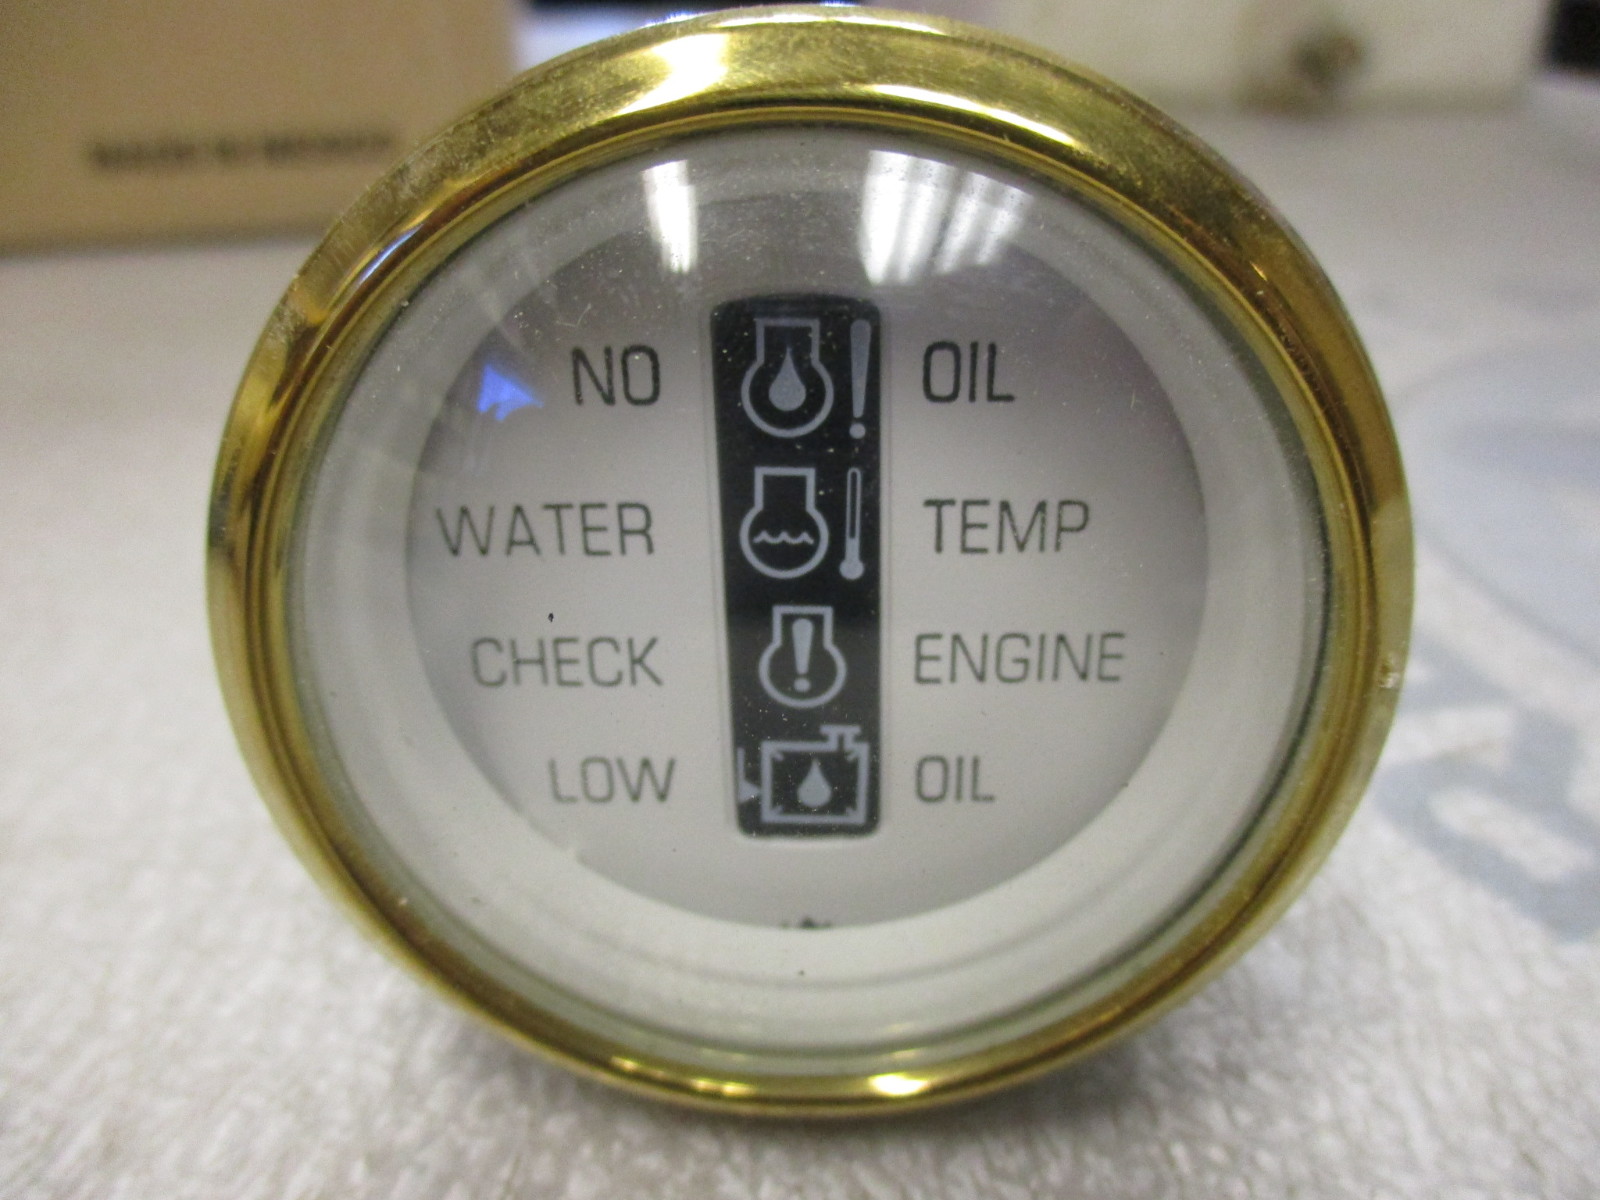 NO OIL
WATER TEMP
CHECK ENGINE
LOW OIL